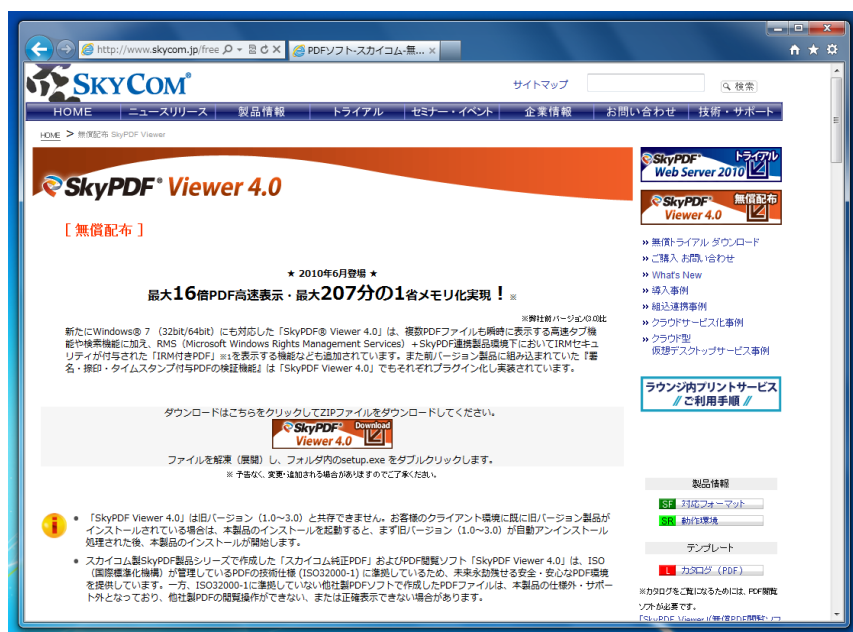 http://www.skycom.jp/free
PDFソフト-スカイコム-無...
SKYCOM®
サイトマップ
検索
HOME ニュースリリース 製品情報 トライアル セミナー・イベント 企業情報 お問い合わせ 技術・サポート
HOME > 無償配布 SkyPDF Viewer
SkyPDF® Viewer 4.0
[ 無償配布 ]
★ 2010年6月登場 ★
最大16倍PDF高速表示・最大207分の1省メモリ化実現！※
※弊社前バージョン(3.0)比
新たにWindows® 7 （32bit/64bit）にも対応した「SkyPDF® Viewer 4.0」は、複数PDFファイルも瞬時に表示する高速タブ機
能や検索機能に加え、RMS（Microsoft Windows Rights Management Services）+SkyPDF連携製品環境下においてIRMセキュ
リティが付与された「IRM付きPDF」※1を表示する機能なども追加されています。また前バージョン製品に組み込まれていた『署
名・捺印・タイムスタンプ付与PDFの検証機能』は「SkyPDF Viewer 4.0」でもそれぞれプラグイン化し実装されています。
ダウンロードはこちらをクリックしてZIPファイルをダウンロードしてください。
SkyPDF® Viewer 4.0 Download
ファイルを解凍（展開）し、フォルダ内のsetup.exe をダブルクリックします。
※ 予告なく、変更・追加される場合がありますのでご了承ください。
● 「SkyPDF Viewer 4.0」は旧バージョン（1.0～3.0）と共存できません。お客様のクライアント環境に既に旧バージョン製品が
インストールされている場合は、本製品のインストールを起動すると、まず旧バージョン（1.0～3.0）が自動アンインストール
処理された後、本製品のインストールが開始します。
● スカイコム製SkyPDF製品シリーズで作成した「スカイコム純正PDF」およびPDF閲覧ソフト「SkyPDF Viewer 4.0」は、ISO
（国際標準化機構）が管理しているPDFの技術仕様 (ISO32000-1) に準拠しているため、未来永劫残せる安全・安心なPDF環境
を提供しています。一方、ISO32000-1に準拠していない他社製PDFソフトで作成したPDFファイルは、本製品の仕様外・サポー
ト外となっており、他社製PDFの閲覧操作ができない、または正確表示できない場合があります。
SkyPDF® トライアル
Web Server 2010
SkyPDF® 無償配布
Viewer 4.0
» 無償トライアル ダウンロード
» ご購入 お問い合わせ
» What's New
» 導入事例
» 組込連携事例
» クラウドサービス化事例
» クラウド型
仮想デスクトップサービス事例
ラウンジ内プリントサービス
// ご利用手順 //
製品情報
SF 対応フォーマット
SR 動作環境
テンプレート
L カタログ（PDF）
※カタログをご覧になるためには、PDF閲覧
ソフトが必要です。